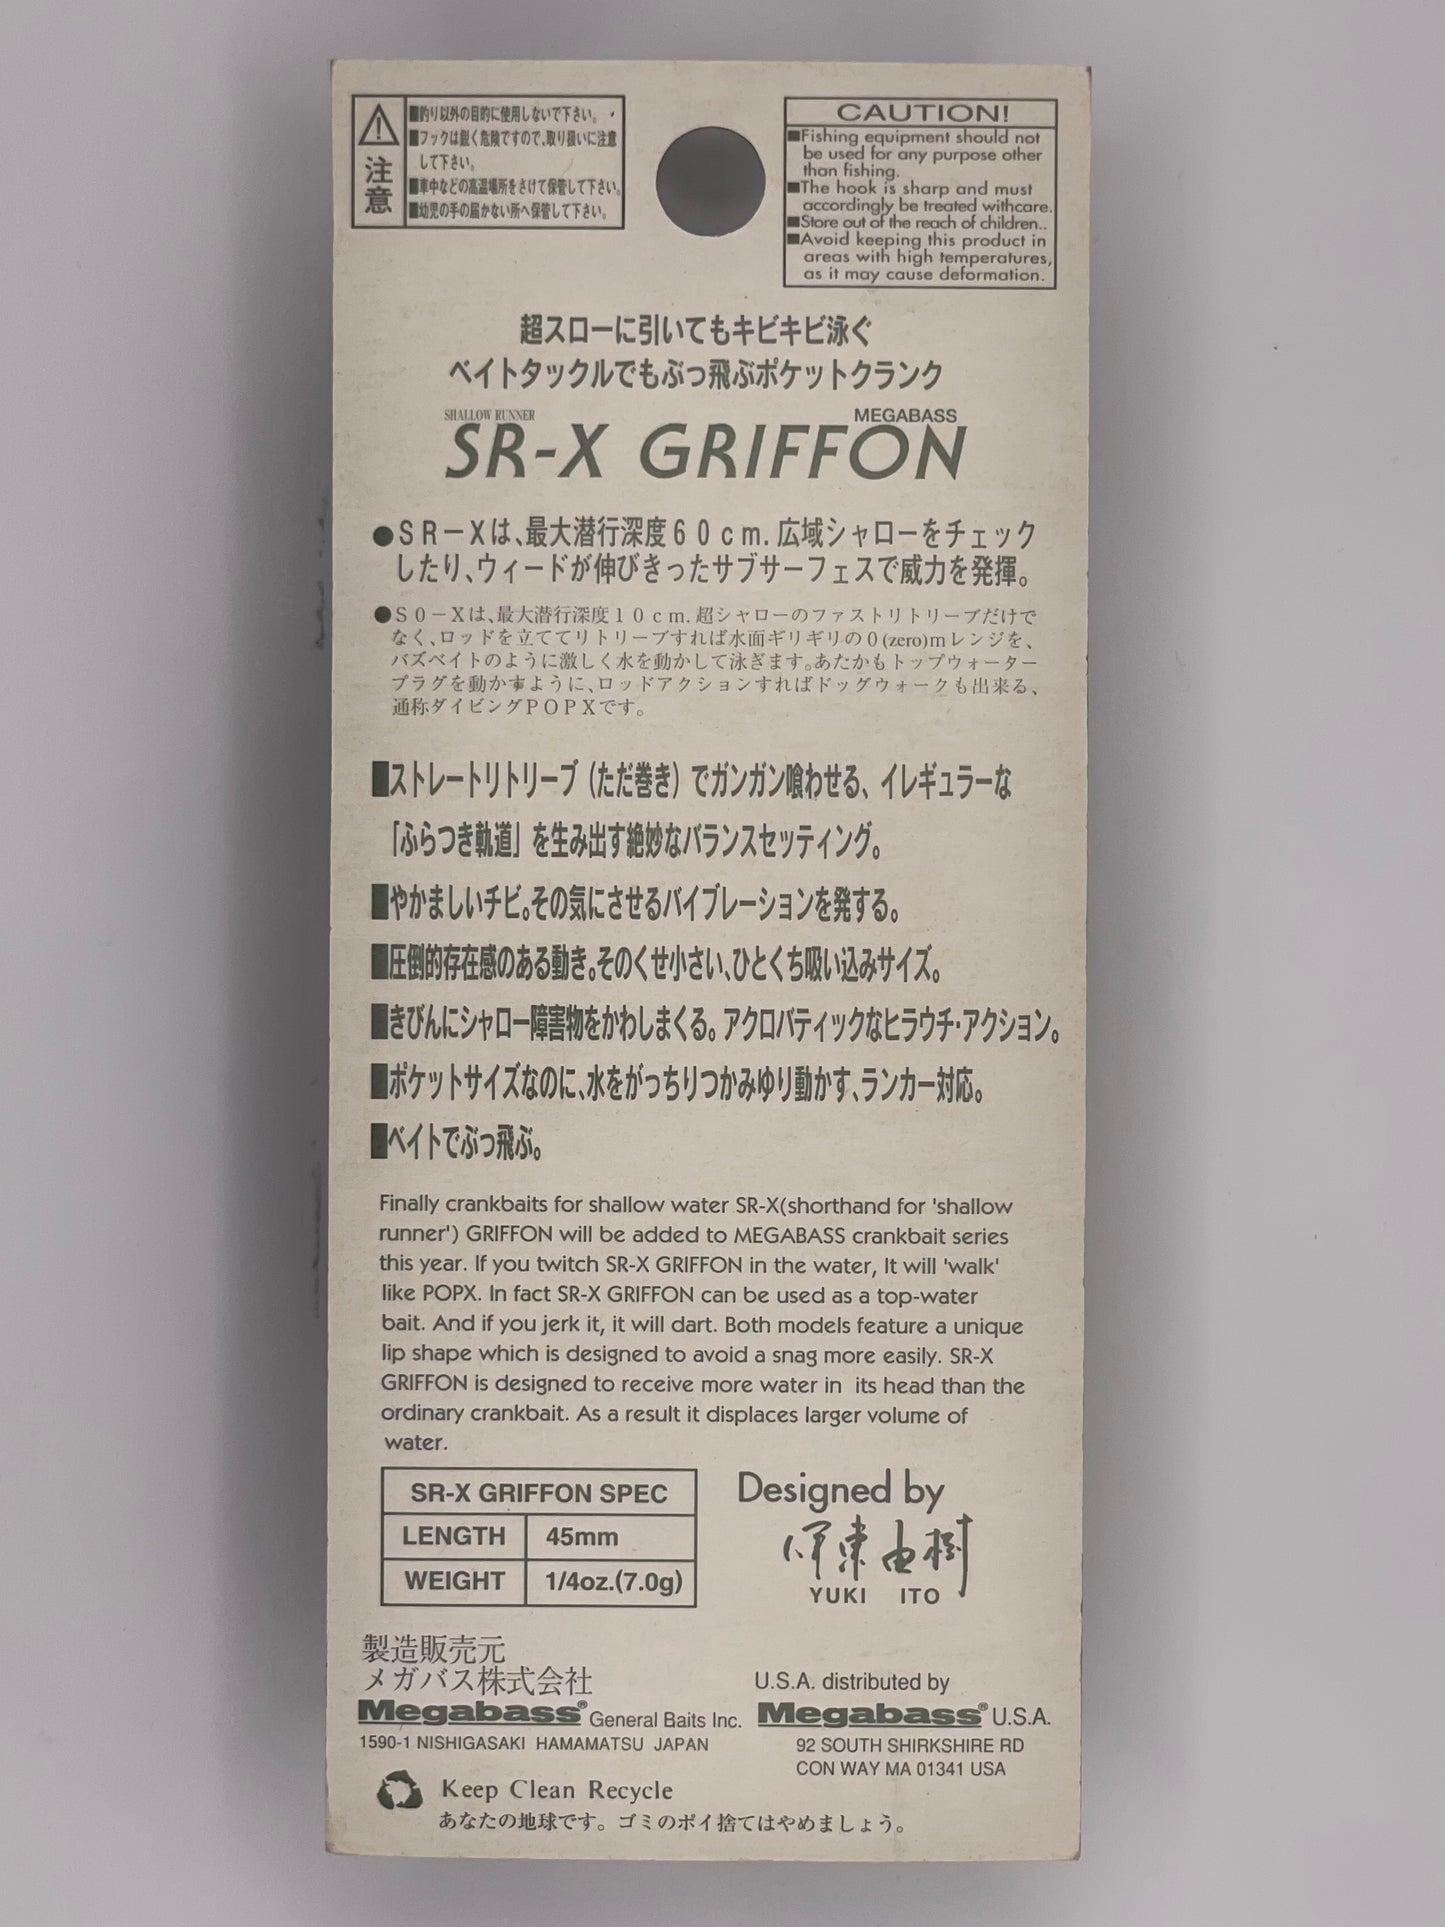 注意
■釣り以外の目的に使用しないで下さい。
■フックは鋭く危険ですので、取り扱いに注意
して下さい。
■車中などの高温場所をさけて保管して下さい。
■幼児の手の届かない所へ保管して下さい。
CAUTION!
■Fishing equipment should not
be used for any purpose other
than fishing.
■The hook is sharp and must
accordingly be treated withcare.
■Store out of the reach of children..
■Avoid keeping this product in
areas with high temperatures,
as it may cause deformation.
超スローに引いてもキビキビ泳ぐ
ベイトタックルでもぶっ飛ぶポケットクランク
SHALLOW RUNNER MEGABASS
SR-X GRIFFON
●ＳＲ－Ｘは、最大潜行深度６０ｃｍ．広域シャローをチェック
したり、ウィードが伸びきったサブサーフェスで威力を発揮。
●Ｓ０－Ｘは、最大潜行深度１０ｃｍ．超シャローのファストリトリーブだけで
なく、ロッドを立ててリトリーブすれば水面ギリギリの０(zero)mレンジを、
バズベイトのように激しく水を動かして泳ぎます。あたかもトップウォーター
プラグを動かすように、ロッドアクションすればドッグウォークも出来る、
通称ダイビングＰＯＰＸです。
■ストレートリトリーブ（ただ巻き）でガンガン喰わせる、イレギュラーな
「ふらつき軌道」を生み出す絶妙なバランスセッティング。
■やかましいチビ。その気にさせるバイブレーションを発する。
■圧倒的存在感のある動き。そのくせ小さい、ひとくち吸い込みサイズ。
■きびんにシャロー障害物をかわしまくる。アクロバティックなヒラウチ・アクション。
■ポケットサイズなのに、水をがっちりつかみゆり動かす、ランカー対応。
■ベイトでぶっ飛ぶ。
Finally crankbaits for shallow water SR-X(shorthand for 'shallow
runner') GRIFFON will be added to MEGABASS crankbait series
this year. If you twitch SR-X GRIFFON in the water, It will 'walk'
like POPX. In fact SR-X GRIFFON can be used as a top-water
bait. And if you jerk it, it will dart. Both models feature a unique
lip shape which is designed to avoid a snag more easily. SR-X
GRIFFON is designed to receive more water in its head than the
ordinary crankbait. As a result it displaces larger volume of
water.
SR-X GRIFFON SPEC
LENGTH 45mm
WEIGHT 1/4oz.(7.0g)
Designed by
伊東由樹
YUKI ITO
製造販売元
メガバス株式会社
Megabass® General Baits Inc.
1590-1 NISHIGASAKI HAMAMATSU JAPAN
U.S.A. distributed by
Megabass® U.S.A.
92 SOUTH SHIRKSHIRE RD
CON WAY MA 01341 USA
Keep Clean Recycle
あなたの地球です。ゴミのポイ捨てはやめましょう。